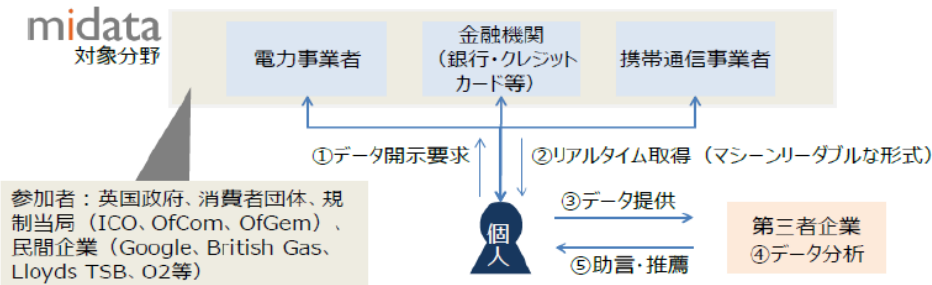 midata
対象分野
電力事業者
金融機関
（銀行・クレジット
カード等）
携帯通信事業者
①データ開示要求
②リアルタイム取得（マシーンリーダブルな形式）
参加者：英国政府、消費者団体、規
制当局（ICO、OfCom、OfGem）、
民間企業（Google、British Gas、
Lloyds TSB、O2等）
個
人
③データ提供
⑤助言・推薦
第三者企業
④データ分析